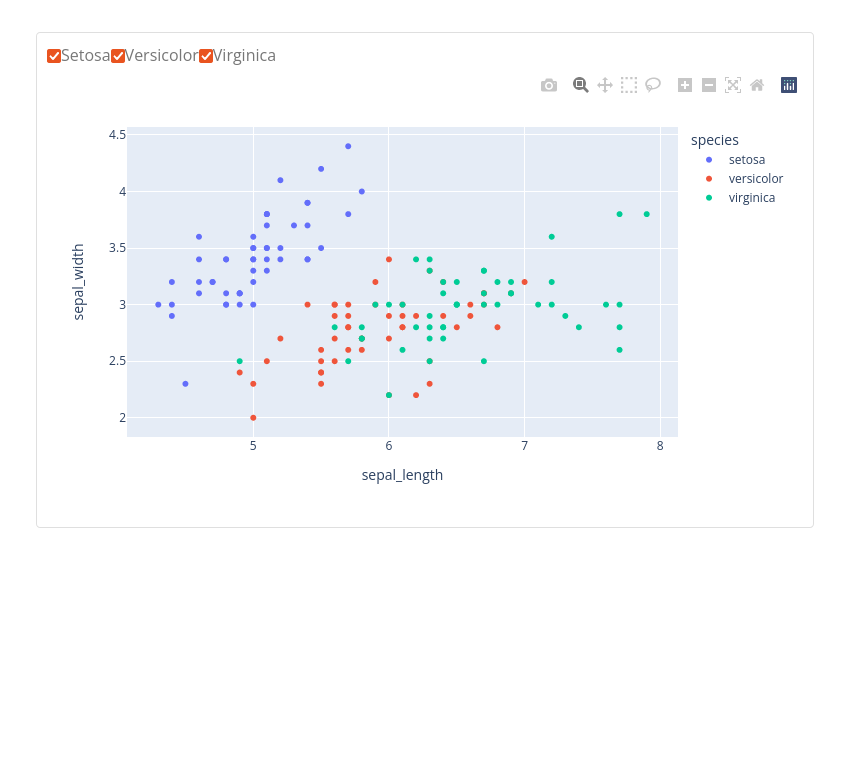 Setosa Versicolor Virginica
species
setosa
versicolor
virginica
4.5
4
3.5
3
2.5
2
sepal_width
5 6 7 8
sepal_length